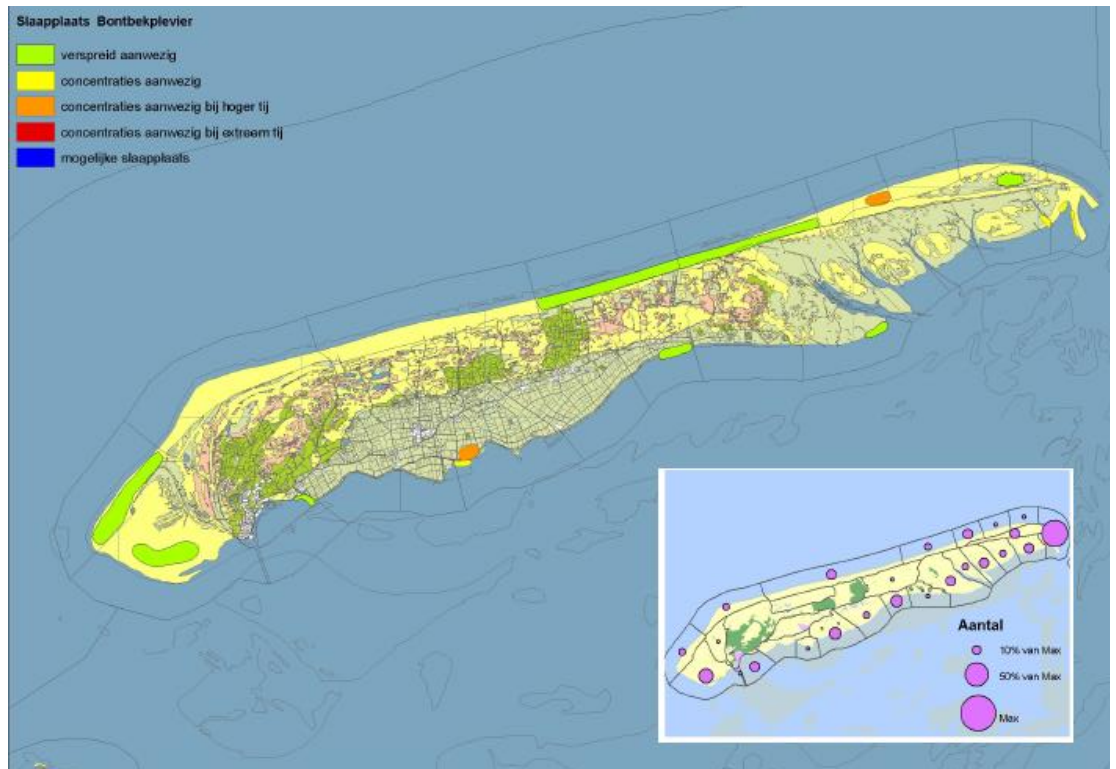 Slaapplaats Bontbekplevier
verspreid aanwezig
concentraties aanwezig
concentraties aanwezig bij hoger tij
concentraties aanwezig bij extreem tij
mogelijke slaapplaats
Aantal
10% van Max
50% van Max
Max